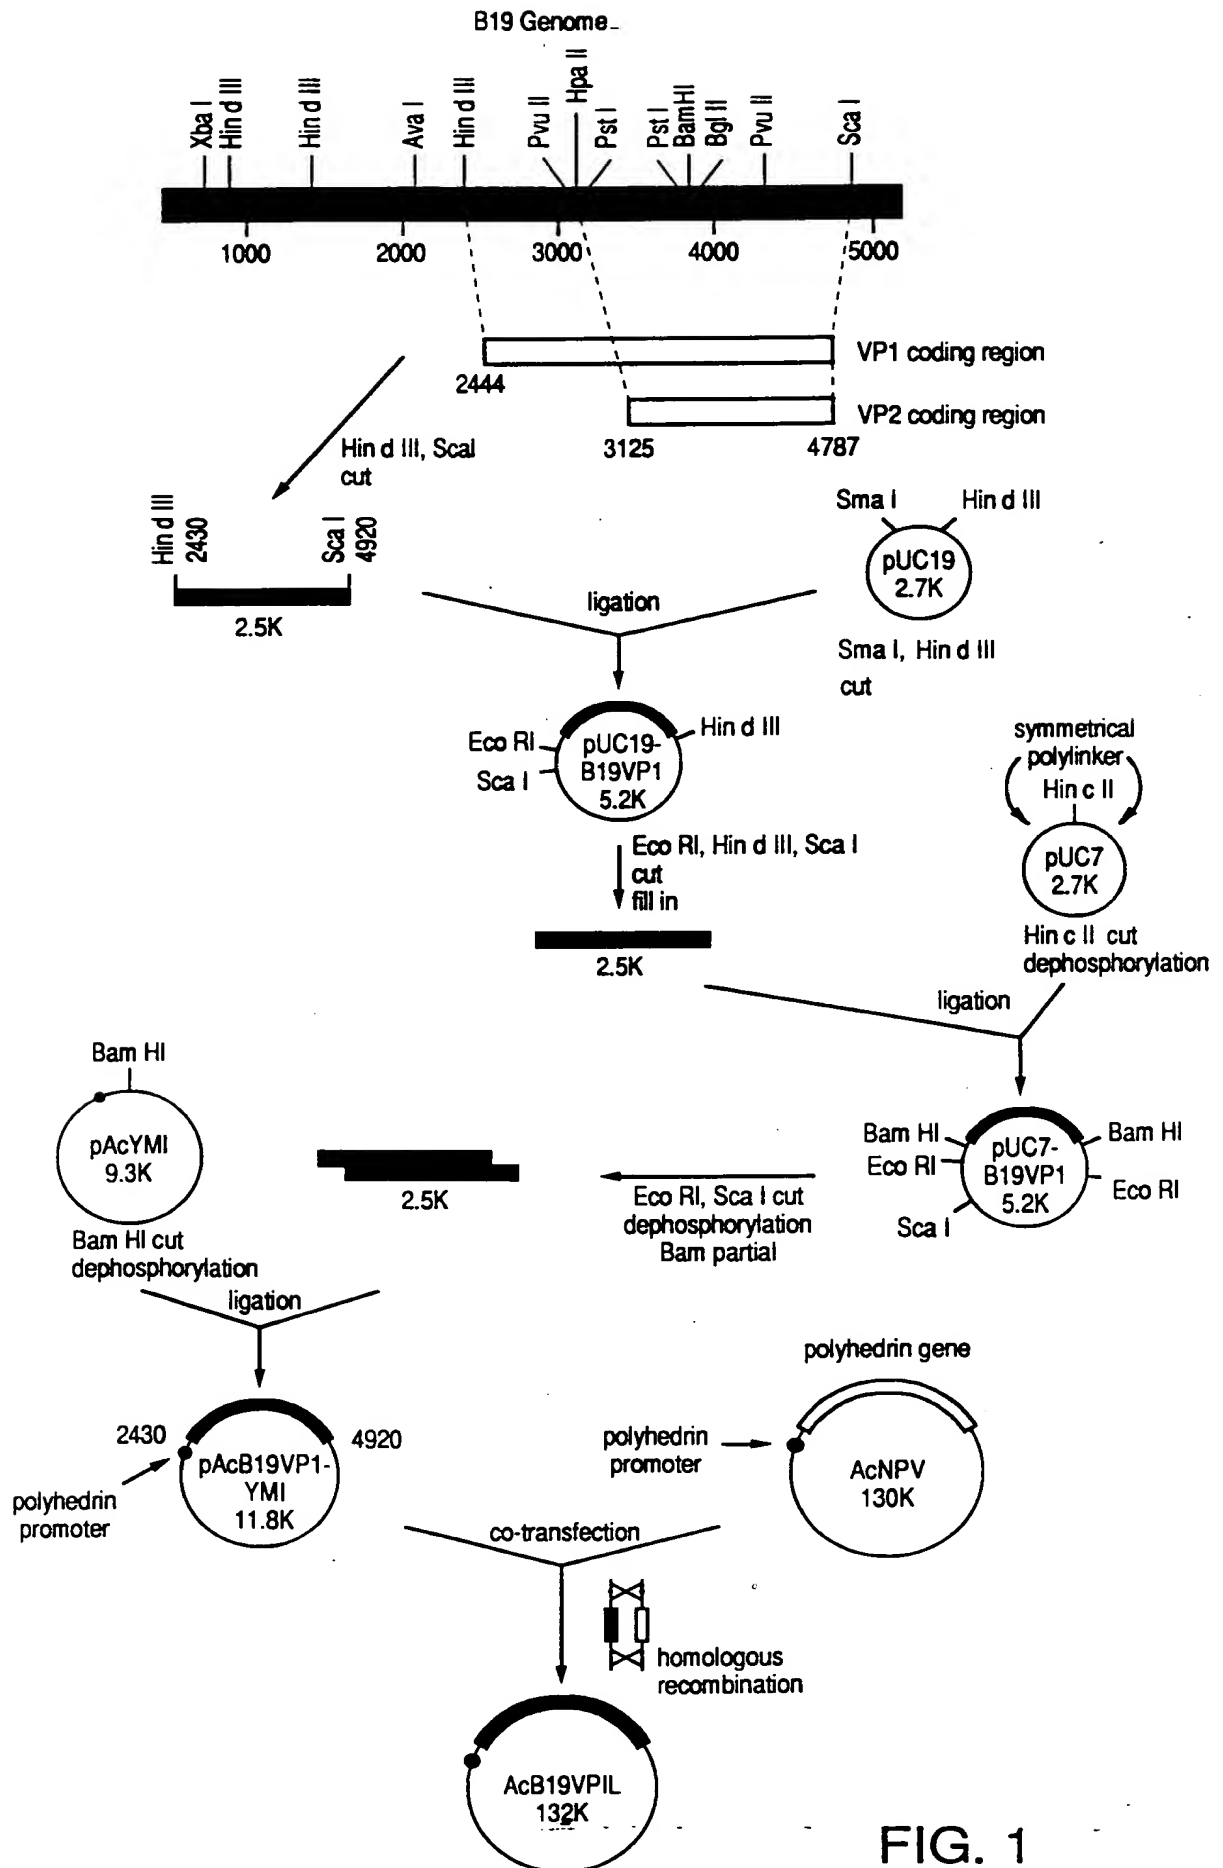 B19 Genome
Xba I
Hin d III
Hin d III
Ava I
Hin d III
Pvu II
Hpa II
Pst I
Pst I
BamHI
Bgl II
Pvu II
Sca I
1000
2000
3000
4000
5000
VP1 coding region
2444
VP2 coding region
3125
4787
Hin d III, ScaI
cut
Hin d III
2430
Sca I
4920
2.5K
Sma I
Hin d III
pUC19
2.7K
ligation
Sma I, Hin d III
cut
Eco RI
Sca I
Hin d III
pUC19-
B19VP1
5.2K
symmetrical
polylinker
Hin c II
pUC7
2.7K
Eco RI, Hin d III, Sca I
cut
fill in
2.5K
Hin c II cut
dephosphorylation
ligation
Bam HI
pAcYMI
9.3K
Bam HI cut
dephosphorylation
2.5K
Eco RI, Sca I cut
dephosphorylation
Bam partial
Bam HI
Eco RI
Sca I
pUC7-
B19VP1
5.2K
Bam HI
Eco RI
ligation
2430
4920
pAcB19VP1-
YMI
11.8K
polyhedrin
promoter
polyhedrin gene
polyhedrin
promoter
AcNPV
130K
co-transfection
homologous
recombination
AcB19VPIL
132K
FIG. 1